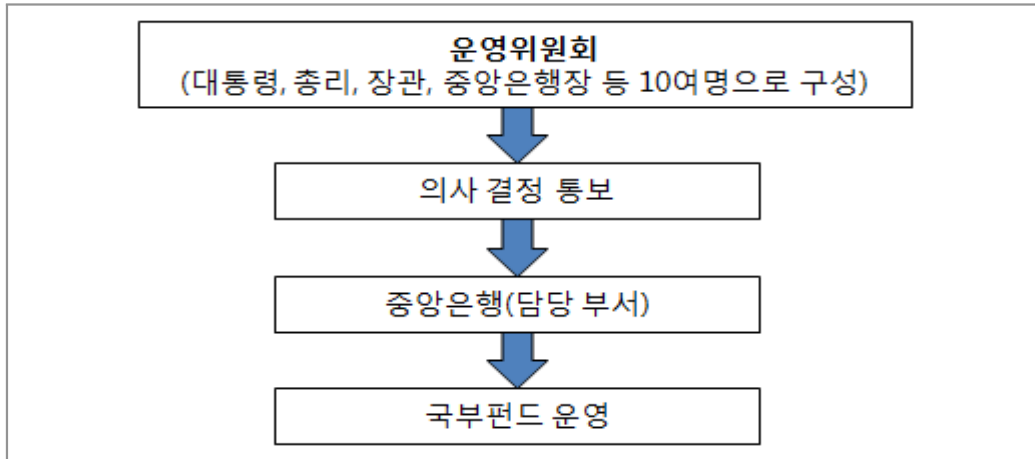 운영위원회
(대통령, 총리, 장관, 중앙은행장 등 10여명으로 구성)
의사 결정 통보
중앙은행(담당 부서)
국부펀드 운영